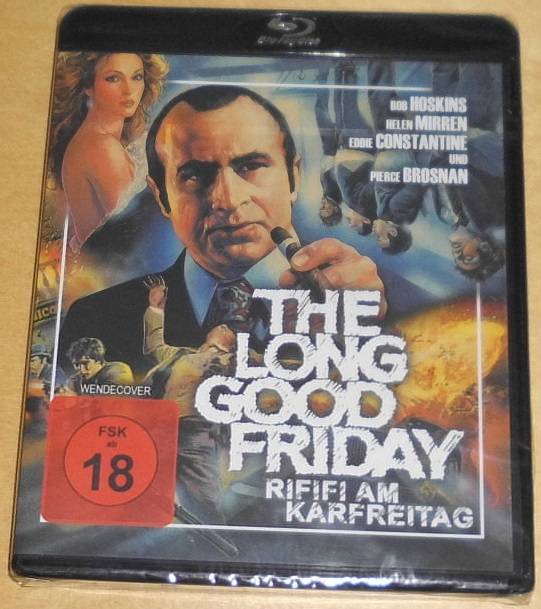 Blu-ray Disc
BOB HOSKINS
HELEN MIRREN
EDDIE CONSTANTINE
UND
PIERCE BROSNAN
THE
LONG
GOOD
FRIDAY
RIFIFI AM
KARFREITAG
WENDECOVER
FSK
ab
18